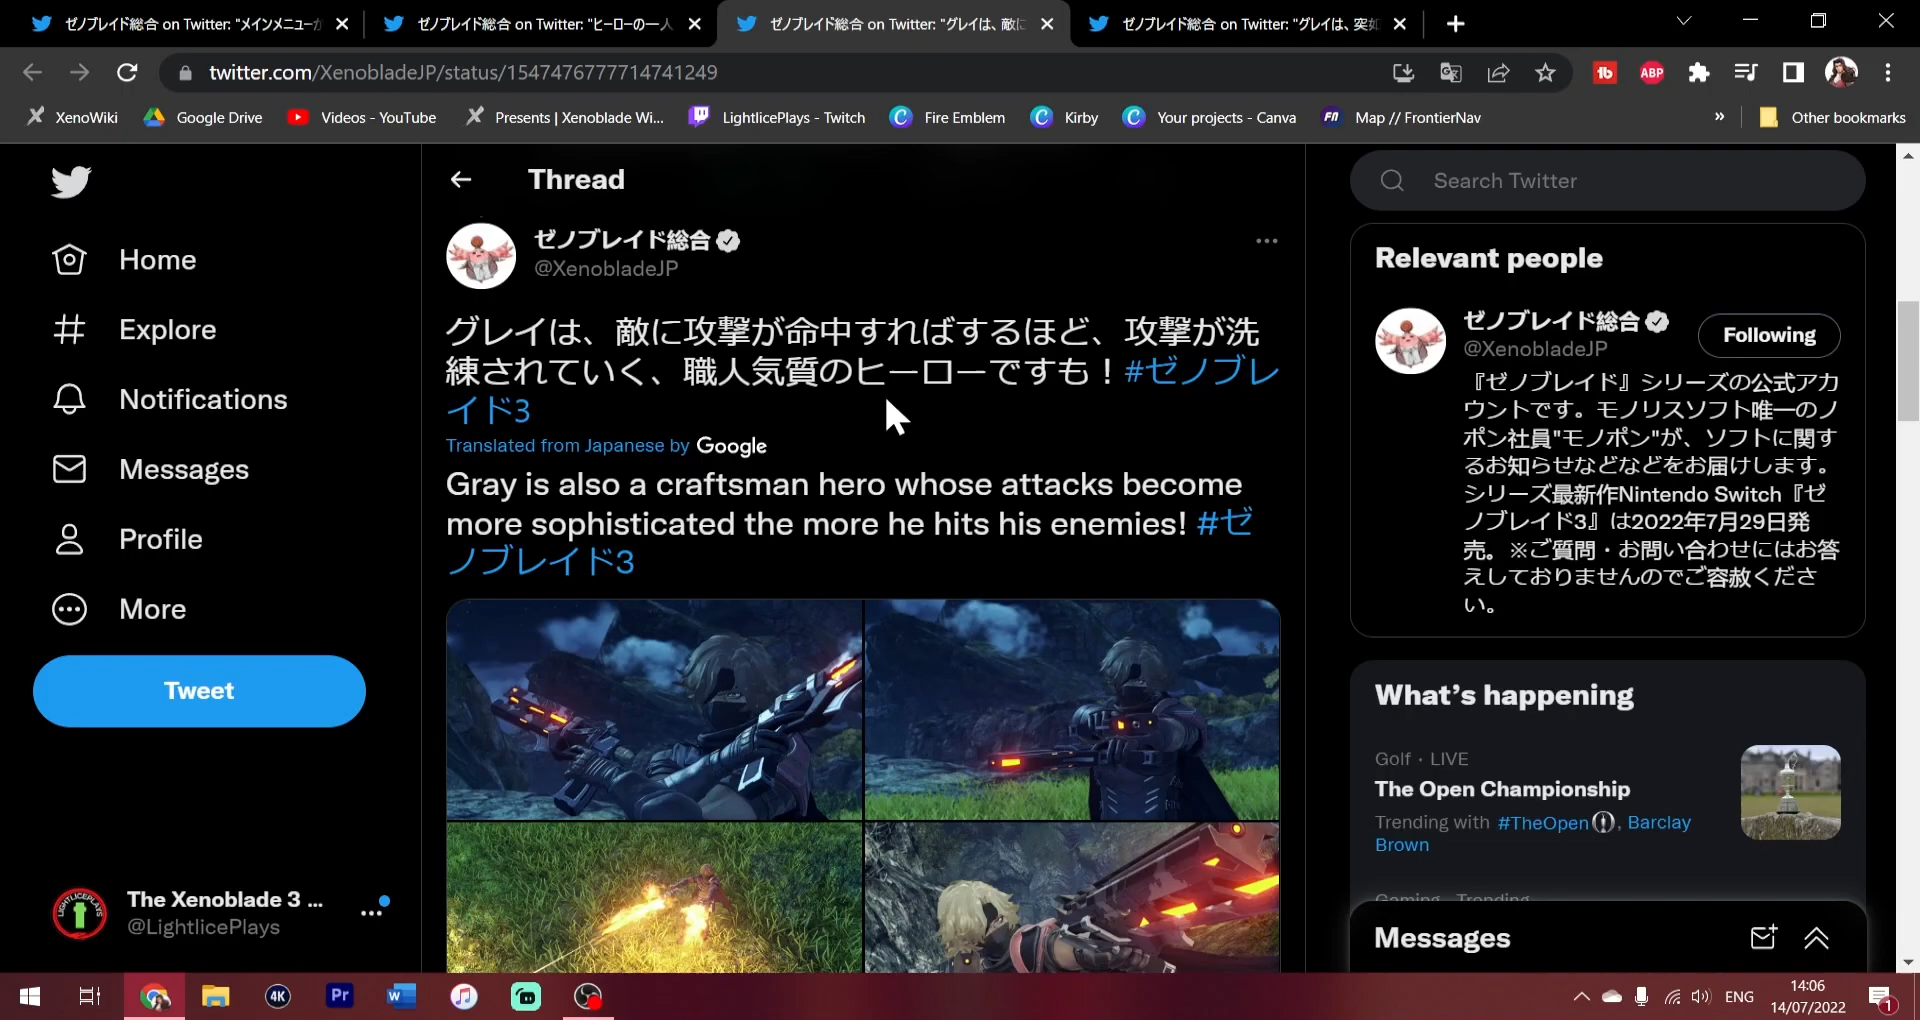 ゼノブレイド総合 on Twitter: "メインメニューが
ゼノブレイド総合 on Twitter: "ヒーローの一人
ゼノブレイド総合 on Twitter: "グレイは、敵に
ゼノブレイド総合 on Twitter: "グレイは、突如
twitter.com/XenobladeJP/status/1547476777714741249
ABP
XenoWiki
Google Drive
Videos - YouTube
Presents | Xenoblade Wi...
LightlicePlays - Twitch
Fire Emblem
Kirby
Your projects - Canva
FN
Map // FrontierNav
»
Other bookmarks
Home
Explore
Notifications
Messages
Profile
More
Tweet
The Xenoblade 3 ...
@LightlicePlays
Thread
ゼノブレイド総合
@XenobladeJP
グレイは、敵に攻撃が命中すればするほど、攻撃が洗
練されていく、職人気質のヒーローですも！#ゼノブレ
イド3
Translated from Japanese by Google
Gray is also a craftsman hero whose attacks become
more sophisticated the more he hits his enemies! #ゼ
ノブレイド3
Search Twitter
Relevant people
ゼノブレイド総合
@XenobladeJP
Following
『ゼノブレイド』シリーズの公式アカ
ウントです。モノリスソフト唯一のノ
ポン社員"モノポン"が、ソフトに関す
るお知らせなどなどをお届けします。
シリーズ最新作Nintendo Switch『ゼ
ノブレイド3』は2022年7月29日発
売。※ご質問・お問い合わせにはお答
えしておりませんのでご容赦くださ
い。
What's happening
Golf · LIVE
The Open Championship
Trending with #TheOpen, Barclay
Brown
Gaming · Trending
Messages
4K
Pr
W
ENG
14:06
14/07/2022
1